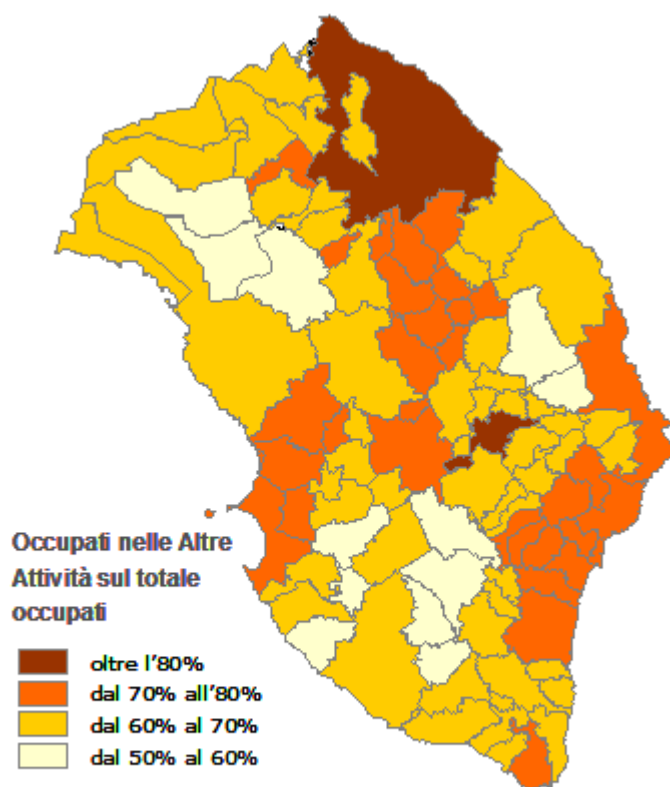 Occupati nelle Altre
Attività sul totale
occupati
oltre l'80%
dal 70% all'80%
dal 60% al 70%
dal 50% al 60%